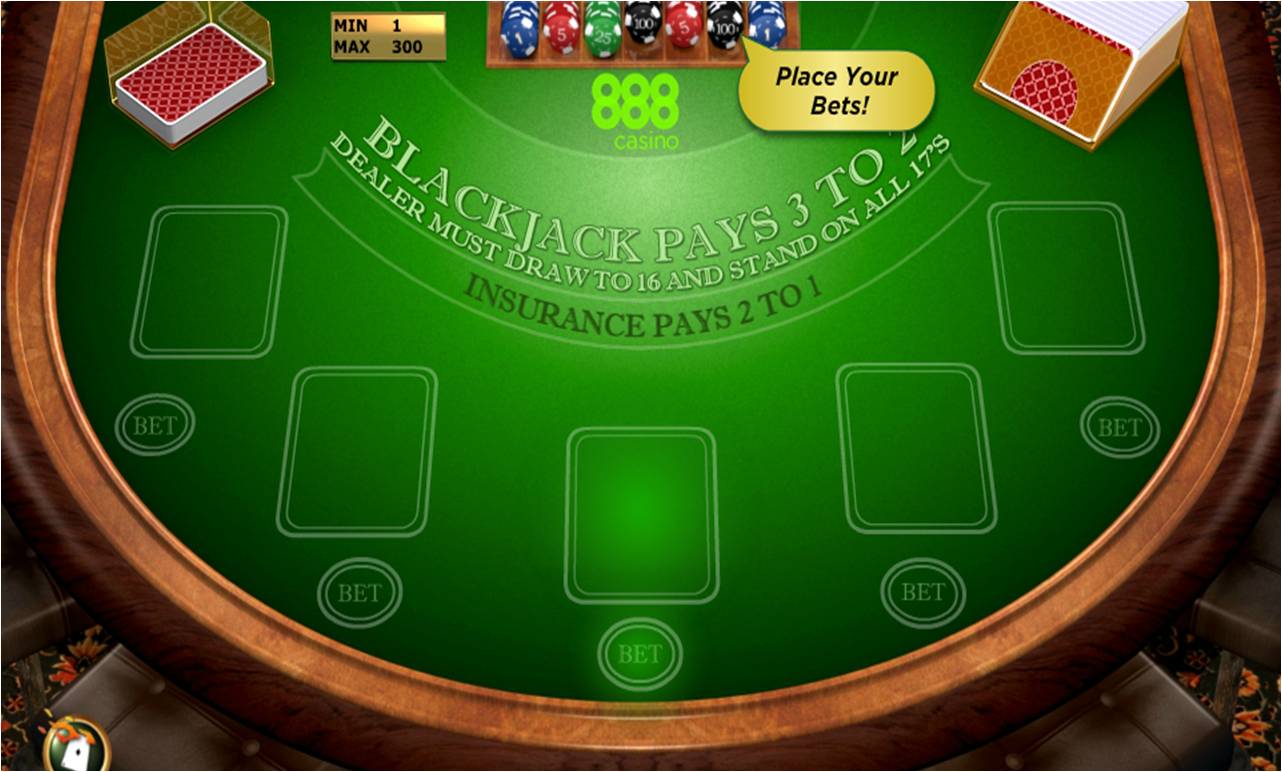 MIN 1
MAX 300
5
25
100
5
100
1
Place Your
Bets!
888
casino
BLACKJACK PAYS 3 TO 2
DEALER MUST DRAW TO 16 AND STAND ON ALL 17'S
INSURANCE PAYS 2 TO 1
BET
BET
BET
BET
BET